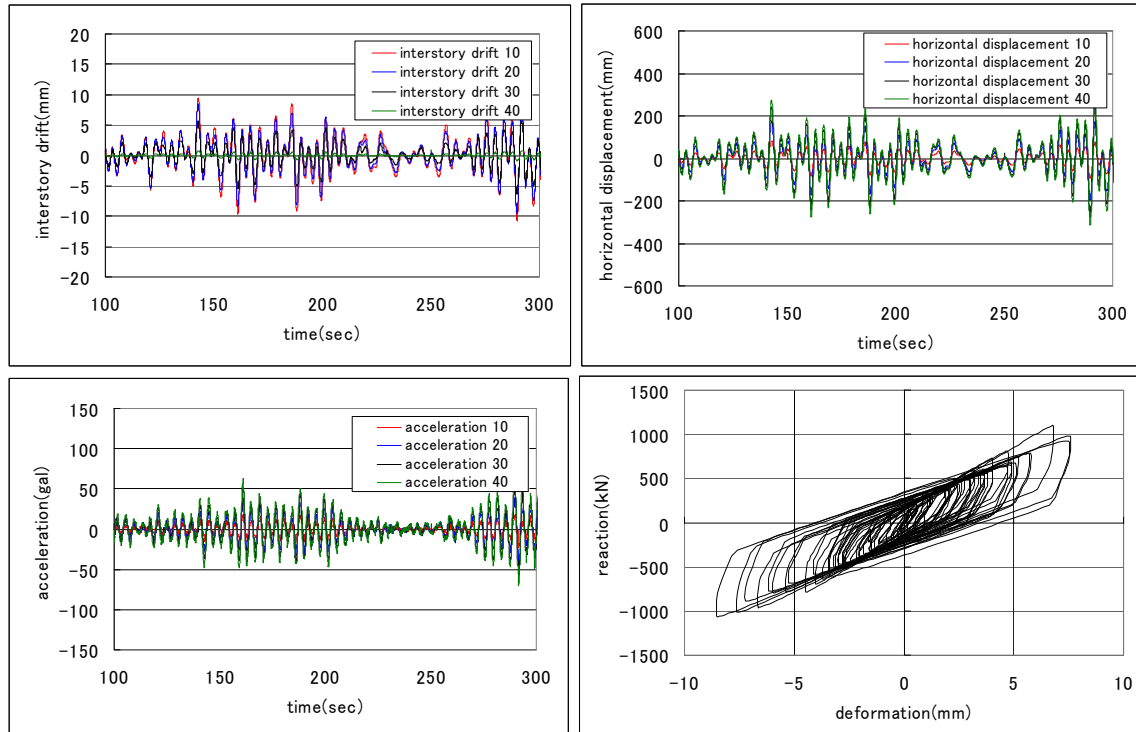 20
15
10
5
0
-5
-10
-15
-20
interstory drift(mm)
interstory drift 10
interstory drift 20
interstory drift 30
interstory drift 40
100 150 200 250 300
time(sec)
600
400
200
0
-200
-400
-600
horizontal displacement(mm)
horizontal displacement 10
horizontal displacement 20
horizontal displacement 30
horizontal displacement 40
100 150 200 250 300
time(sec)
150
100
50
0
-50
-100
-150
acceleration(gal)
acceleration 10
acceleration 20
acceleration 30
acceleration 40
100 150 200 250 300
time(sec)
1500
1000
500
0
-500
-1000
-1500
reaction(kN)
-10 -5 0 5 10
deformation(mm)